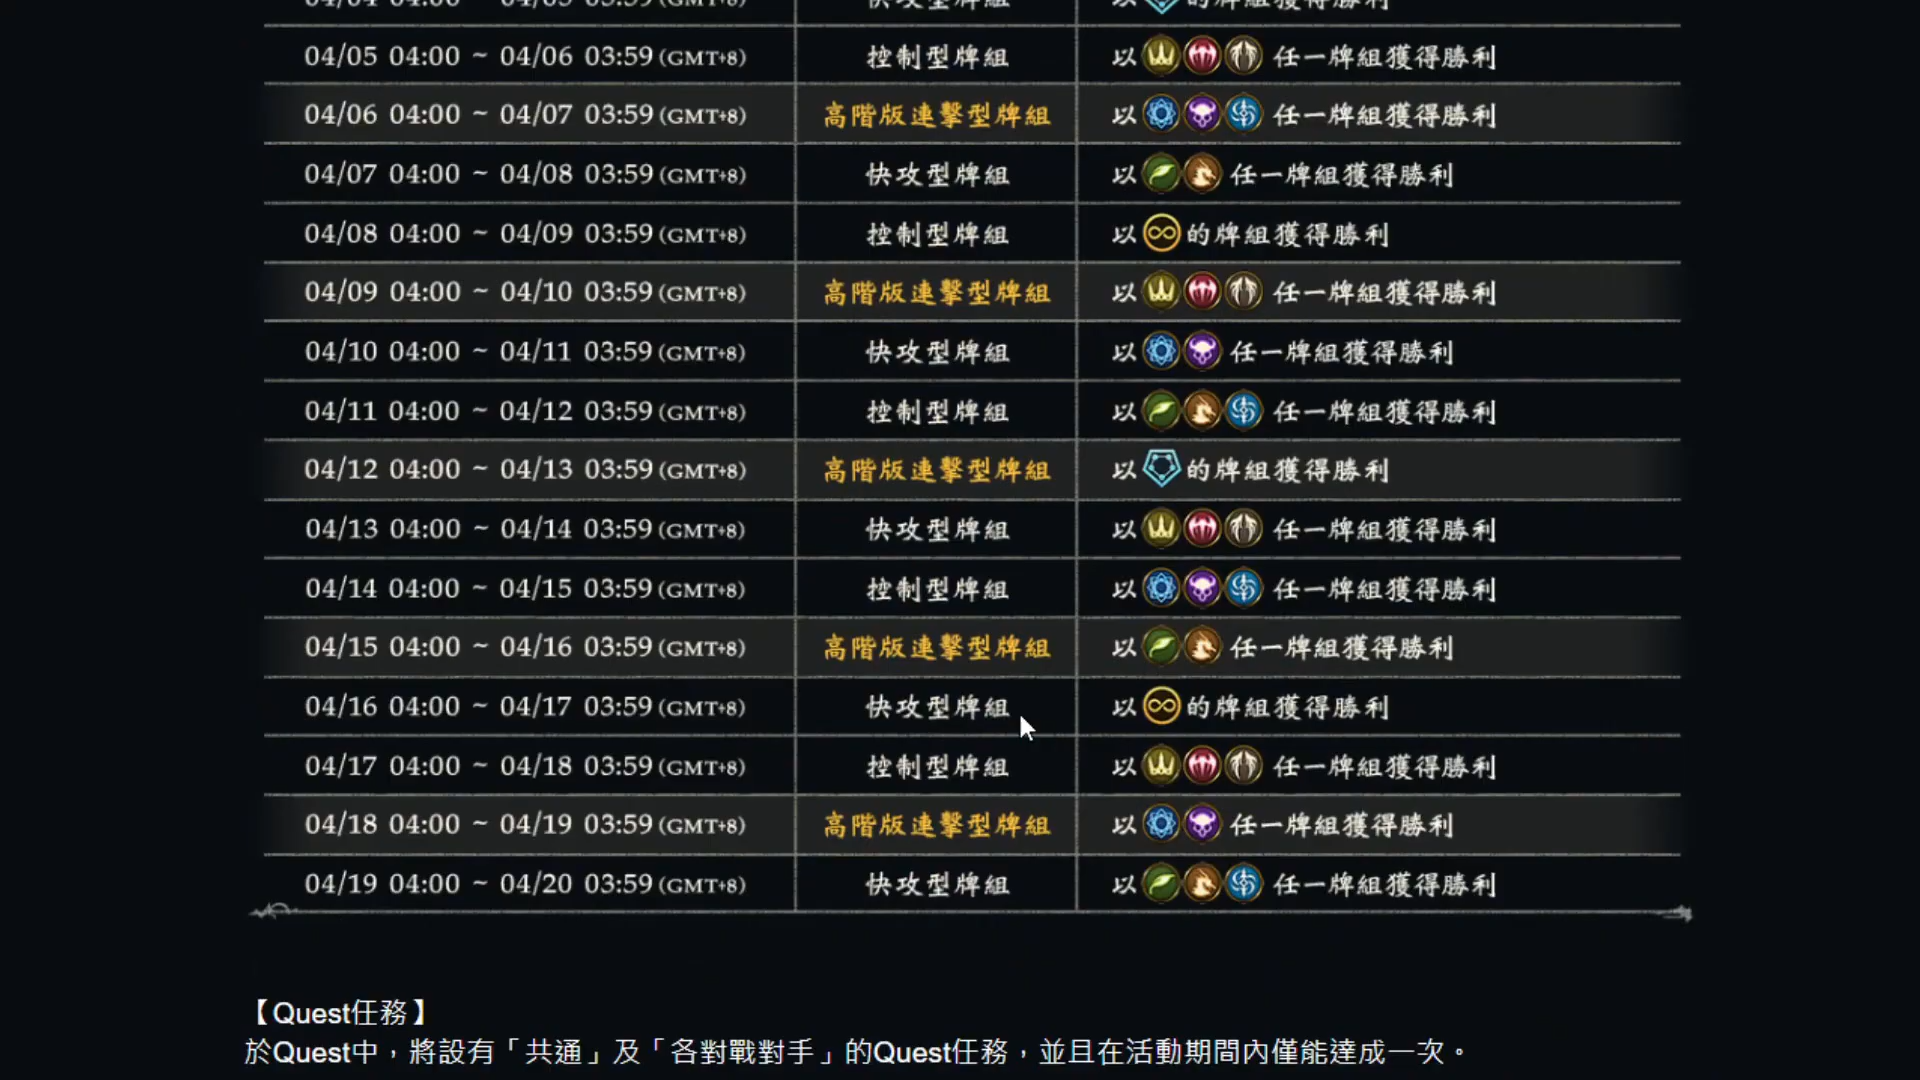 04/05 04:00 ~ 04/06 03:59 (GMT+8) 控制型牌組 以 任一牌組獲得勝利
04/06 04:00 ~ 04/07 03:59 (GMT+8) 高階版連擊型牌組 以 任一牌組獲得勝利
04/07 04:00 ~ 04/08 03:59 (GMT+8) 快攻型牌組 以 任一牌組獲得勝利
04/08 04:00 ~ 04/09 03:59 (GMT+8) 控制型牌組 以 的牌組獲得勝利
04/09 04:00 ~ 04/10 03:59 (GMT+8) 高階版連擊型牌組 以 任一牌組獲得勝利
04/10 04:00 ~ 04/11 03:59 (GMT+8) 快攻型牌組 以 任一牌組獲得勝利
04/11 04:00 ~ 04/12 03:59 (GMT+8) 控制型牌組 以 任一牌組獲得勝利
04/12 04:00 ~ 04/13 03:59 (GMT+8) 高階版連擊型牌組 以 的牌組獲得勝利
04/13 04:00 ~ 04/14 03:59 (GMT+8) 快攻型牌組 以 任一牌組獲得勝利
04/14 04:00 ~ 04/15 03:59 (GMT+8) 控制型牌組 以 任一牌組獲得勝利
04/15 04:00 ~ 04/16 03:59 (GMT+8) 高階版連擊型牌組 以 任一牌組獲得勝利
04/16 04:00 ~ 04/17 03:59 (GMT+8) 快攻型牌組 以 的牌組獲得勝利
04/17 04:00 ~ 04/18 03:59 (GMT+8) 控制型牌組 以 任一牌組獲得勝利
04/18 04:00 ~ 04/19 03:59 (GMT+8) 高階版連擊型牌組 以 任一牌組獲得勝利
04/19 04:00 ~ 04/20 03:59 (GMT+8) 快攻型牌組 以 任一牌組獲得勝利
【Quest任務】
於Quest中，將設有「共通」及「各對戰對手」的Quest任務，並且在活動期間內僅能達成一次。